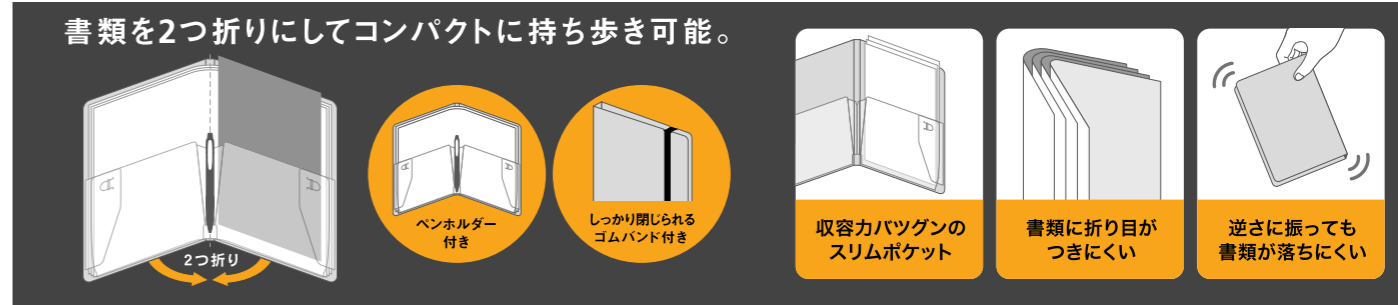 書類を2つ折りにしてコンパクトに持ち歩き可能。
2つ折り
ペンホルダー
付き
しっかり閉じられる
ゴムバンド付き
収容力バツグンの
スリムポケット
書類に折り目が
つきにくい
逆さに振っても
書類が落ちにくい